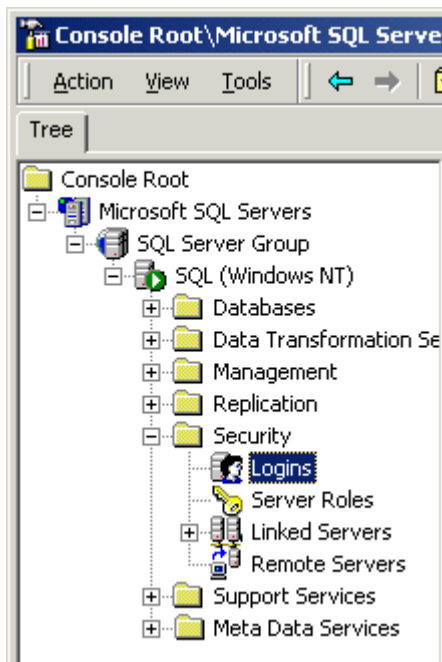 Console Root\Microsoft SQL Serve
Action View Tools
Tree
Console Root
Microsoft SQL Servers
SQL Server Group
SQL (Windows NT)
Databases
Data Transformation Se
Management
Replication
Security
Logins
Server Roles
Linked Servers
Remote Servers
Support Services
Meta Data Services